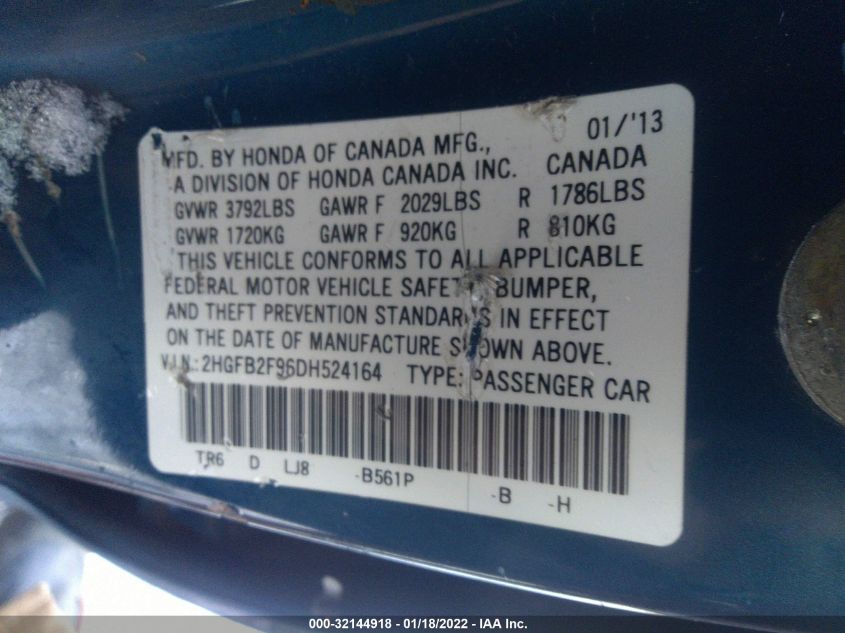 01/'13
MFD. BY HONDA OF CANADA MFG.,
A DIVISION OF HONDA CANADA INC. CANADA
GVWR 3792LBS GAWR F 2029LBS R 1786LBS
GVWR 1720KG GAWR F 920KG R 810KG
THIS VEHICLE CONFORMS TO ALL APPLICABLE
FEDERAL MOTOR VEHICLE SAFETY, BUMPER,
AND THEFT PREVENTION STANDARDS IN EFFECT
ON THE DATE OF MANUFACTURE SHOWN ABOVE.
V.I.N.:2HGFB2F96DH524164 TYPE: PASSENGER CAR
TR6 D LJ8 -B561P -B -H
000-32144918 - 01/18/2022 - IAA Inc.